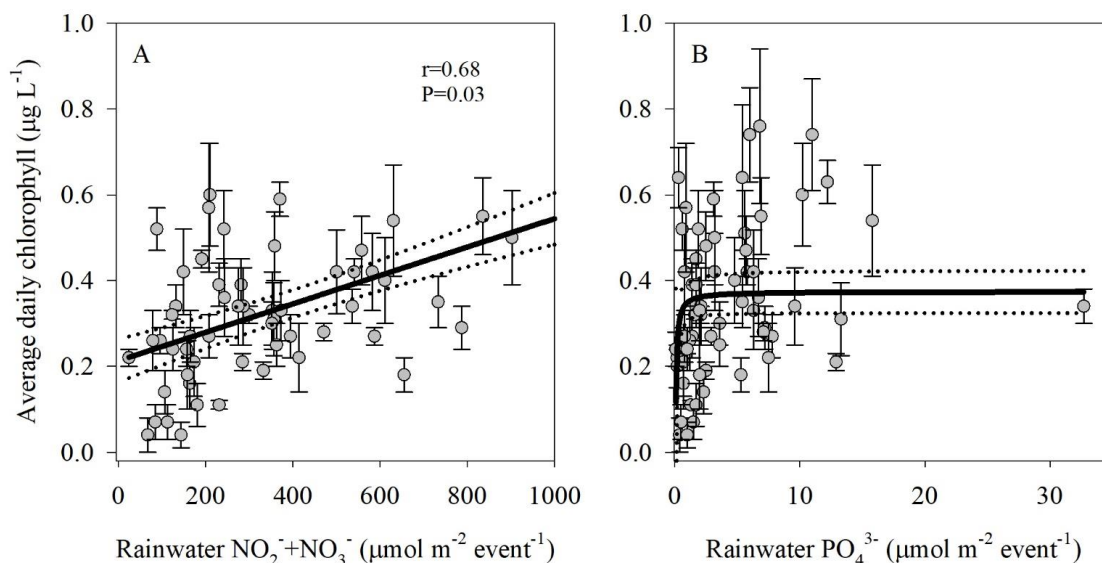 A
r=0.68
P=0.03
B
Average daily chlorophyll (μg L⁻¹)
1.0
0.8
0.6
0.4
0.2
0.0
0 200 400 600 800 1000
1.0
0.8
0.6
0.4
0.2
0.0
0 10 20 30
Rainwater NO₂⁻+NO₃⁻ (μmol m⁻² event⁻¹)
Rainwater PO₄³⁻ (μmol m⁻² event⁻¹)